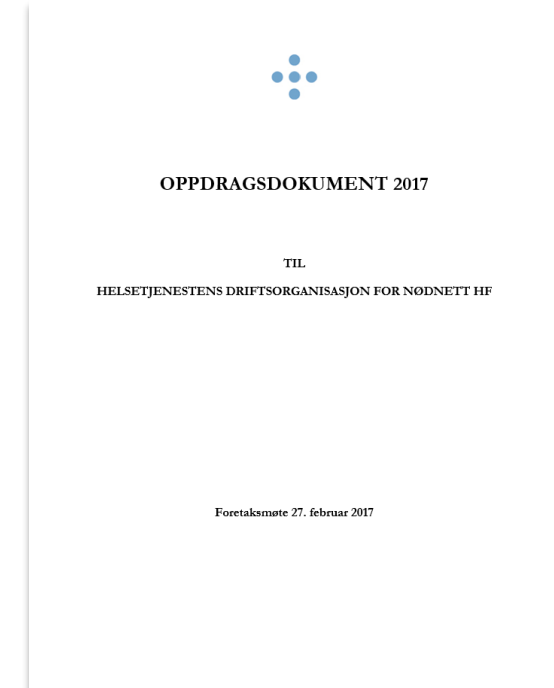 OPPDRAGSDOKUMENT 2017
TIL
HELSETJENESTENS DRIFTSORGANISASJON FOR NØDNETT HF
Foretaksmøte 27. februar 2017